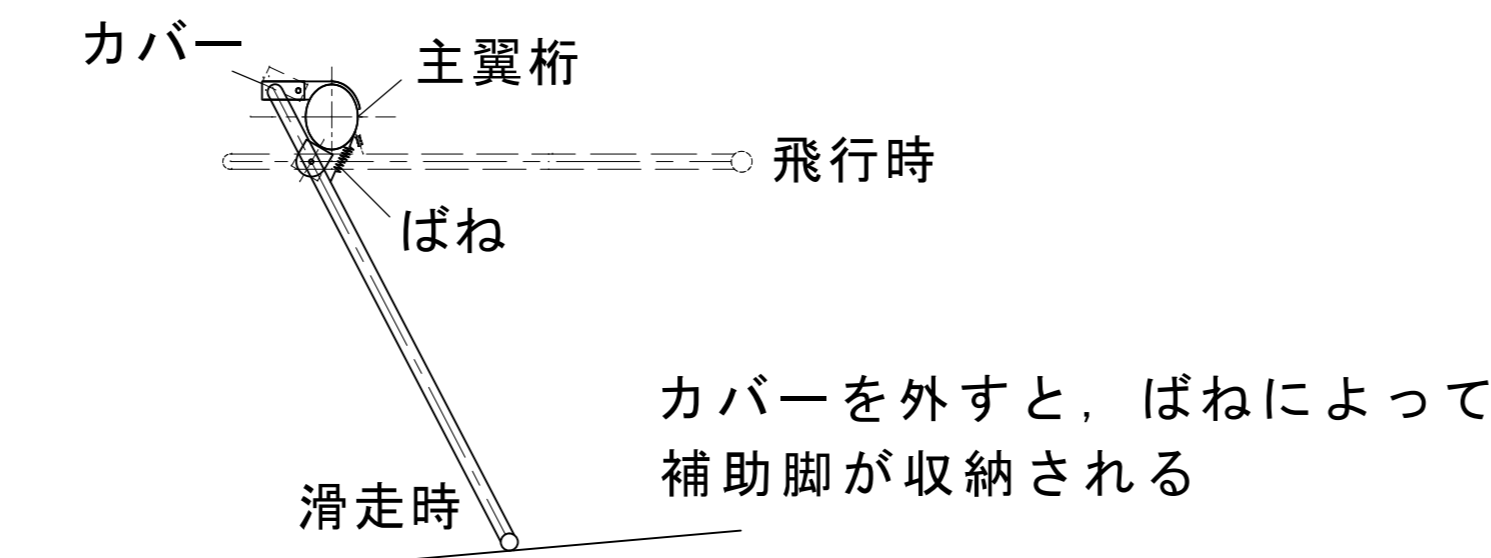 カバー
主翼桁
飛行時
ばね
カバーを外すと，ばねによって
補助脚が収納される
滑走時